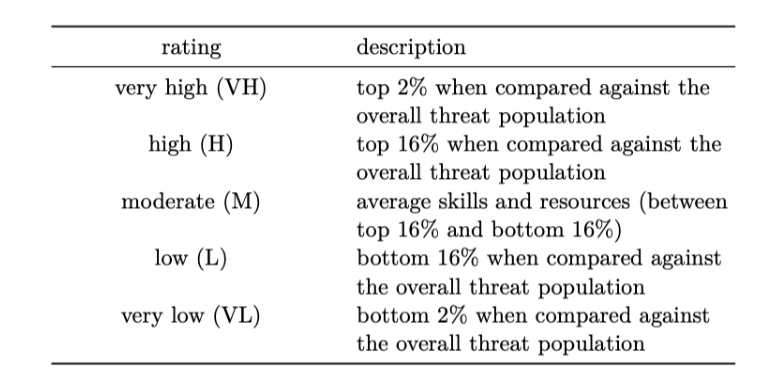 rating description
very high (VH) top 2% when compared against the
overall threat population
high (H) top 16% when compared against the
overall threat population
moderate (M) average skills and resources (between
top 16% and bottom 16%)
low (L) bottom 16% when compared against
the overall threat population
very low (VL) bottom 2% when compared against
the overall threat population